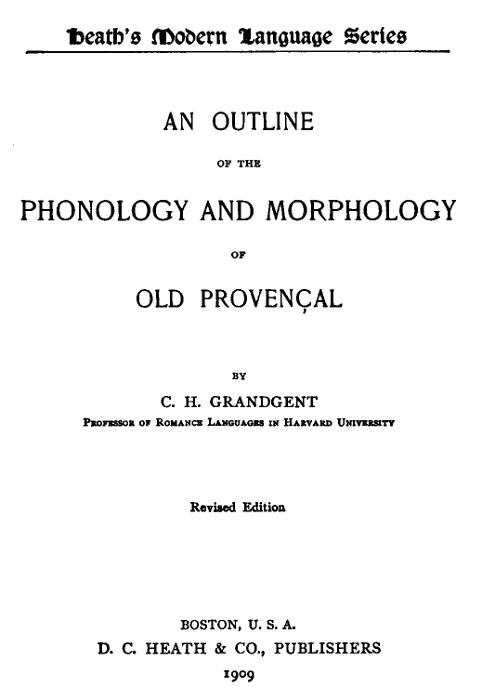 Heath's Modern Language Series
AN OUTLINE
OF THE
PHONOLOGY AND MORPHOLOGY
OF
OLD PROVENÇAL
BY
C. H. GRANDGENT
PROFESSOR OF ROMANCE LANGUAGES IN HARVARD UNIVERSITY
Revised Edition
BOSTON, U. S. A.
D. C. HEATH & CO., PUBLISHERS
1909